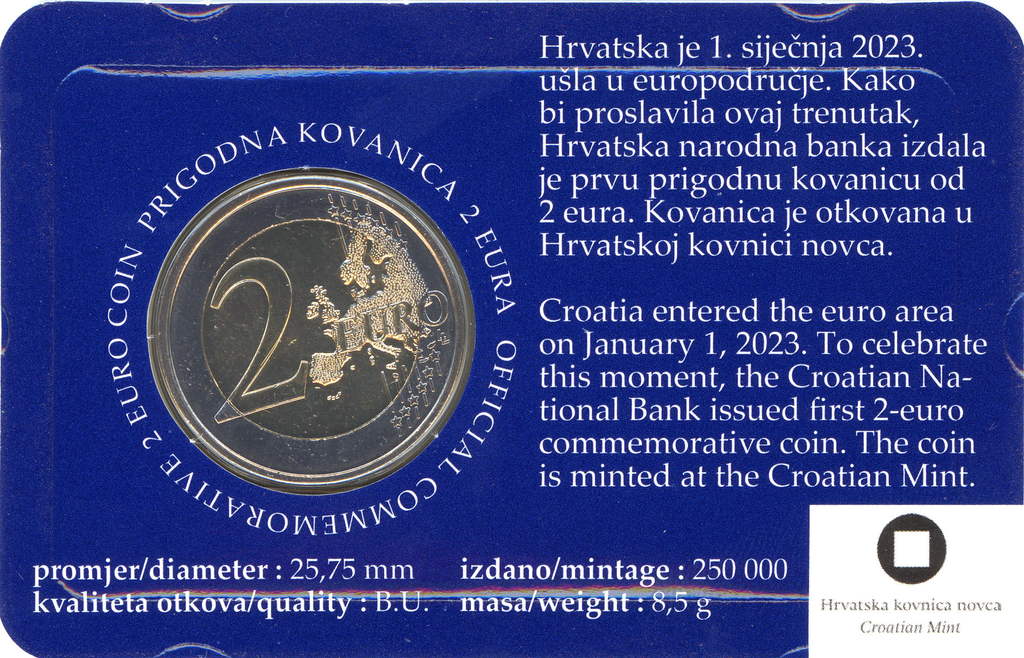 Hrvatska je 1. siječnja 2023.
ušla u europodručje. Kako
bi proslavila ovaj trenutak,
Hrvatska narodna banka izdala
je prvu prigodnu kovanicu od
2 eura. Kovanica je otkovana u
Hrvatskoj kovnici novca.
Croatia entered the euro area
on January 1, 2023. To celebrate
this moment, the Croatian Na-
tional Bank issued first 2-euro
commemorative coin. The coin
is minted at the Croatian Mint.
PRIGODNA KOVANICA 2 EURA
OFFICIAL COMMEMORATIVE 2 EURO COIN
2 EURO
promjer/diameter : 25,75 mm
izdano/mintage : 250 000
kvaliteta otkova/quality : B.U.
masa/weight : 8,5 g
Hrvatska kovnica novca
Croatian Mint